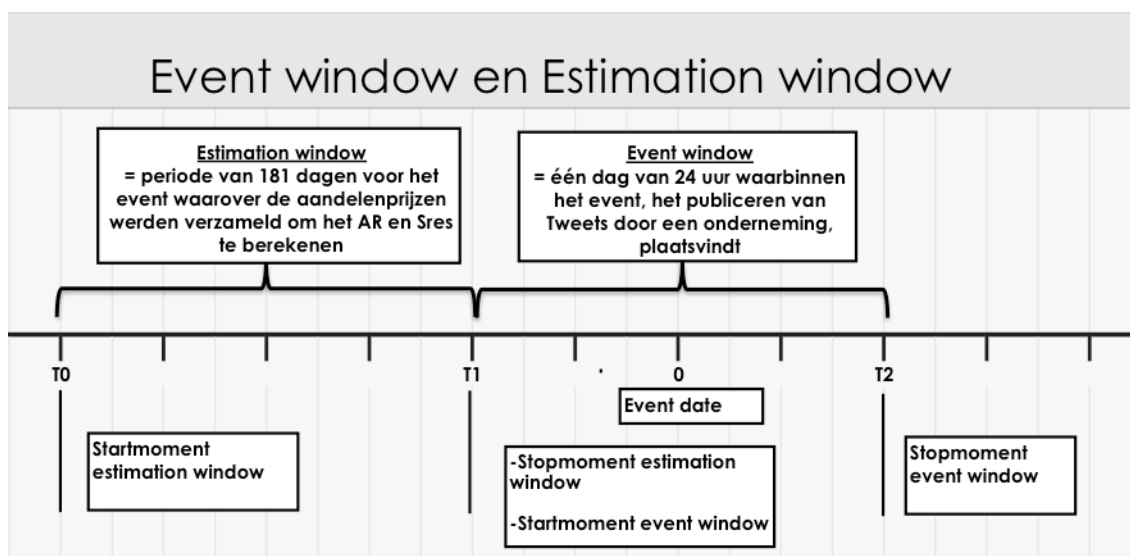 Event window en Estimation window
Estimation window
= periode van 181 dagen voor het
event waarover de aandelenprijzen
werden verzameld om het AR en Sres
te berekenen
Event window
= één dag van 24 uur waarbinnen
het event, het publiceren van
Tweets door een onderneming,
plaatsvindt
T0
T1
0
T2
Event date
Startmoment
estimation window
-Stopmoment estimation
window
-Startmoment event window
Stopmoment
event window